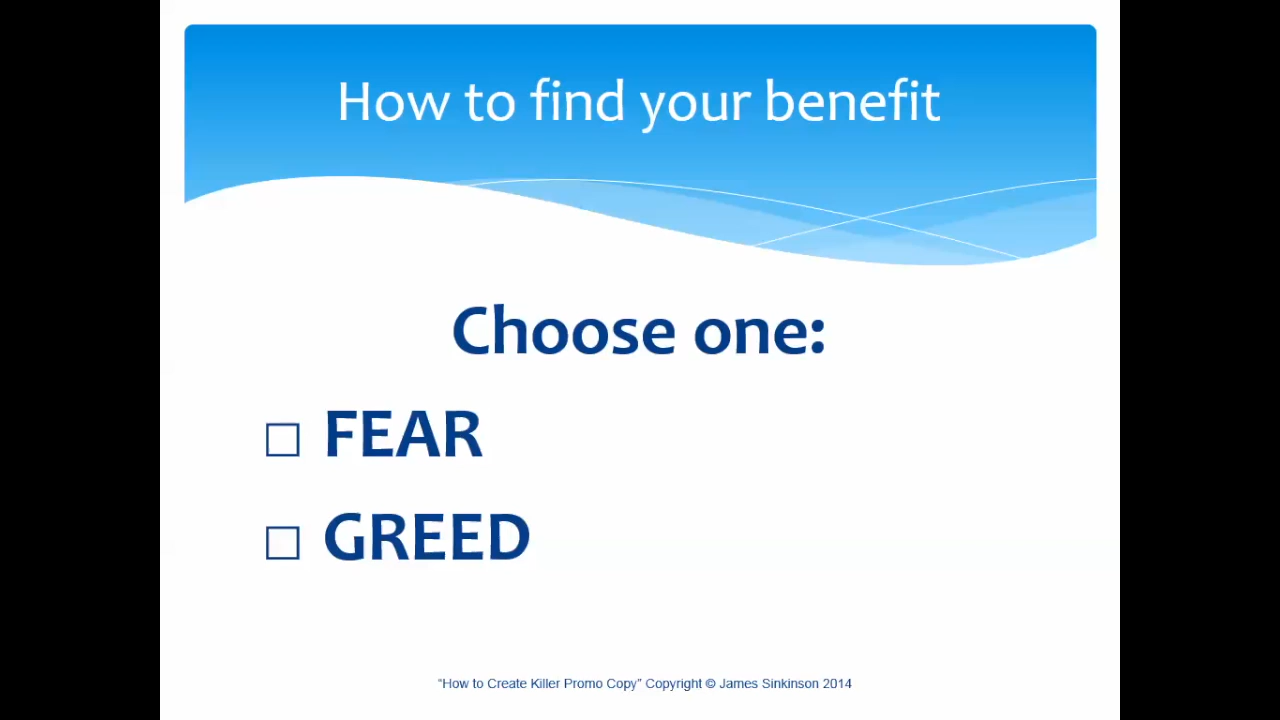 How to find your benefit
Choose one:
□ FEAR
□ GREED
“How to Create Killer Promo Copy” Copyright © James Sinkinson 2014